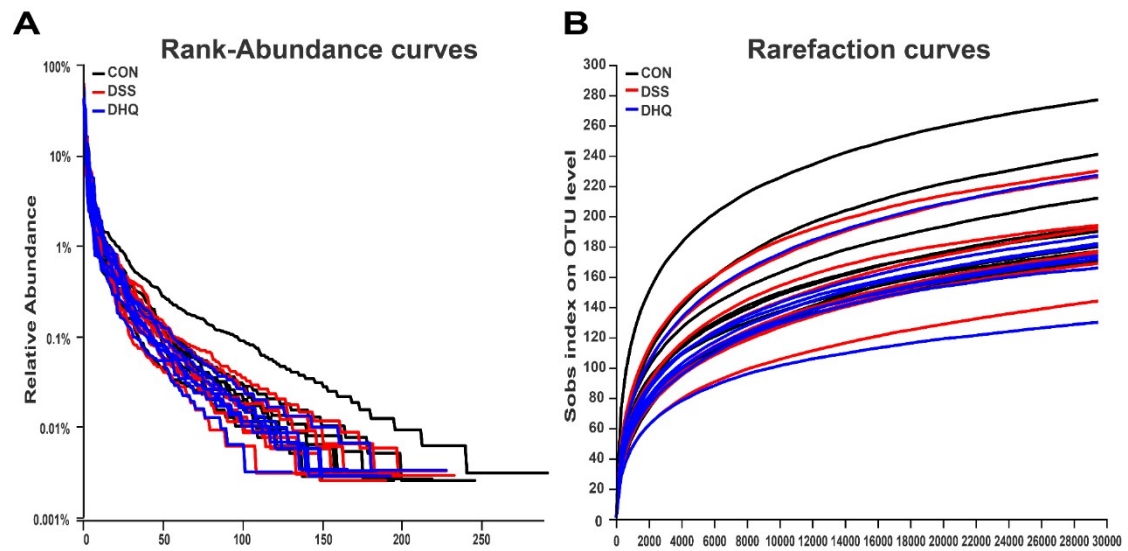 A
Rank-Abundance curves
CON
DSS
DHQ
Relative Abundance
100%
10%
1%
0.1%
0.01%
0.001%
0 50 100 150 200 250
B
Rarefaction curves
CON
DSS
DHQ
Sobs index on OTU level
300
280
260
240
220
200
180
160
140
120
100
80
60
40
20
0
0 2000 4000 6000 8000 10000 12000 14000 16000 18000 20000 22000 24000 26000 28000 30000